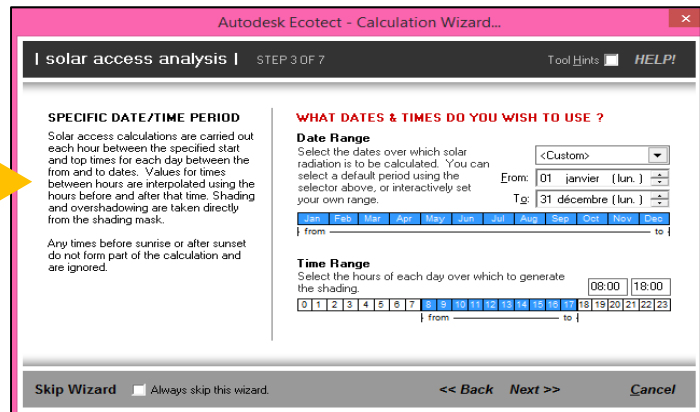 Autodesk Ecotect - Calculation Wizard...
×
| solar access analysis | STEP 3 OF 7
Tool Hints HELP!
SPECIFIC DATE/TIME PERIOD
Solar access calculations are carried out
each hour between the specified start
and top times for each day between the
from and to dates. Values for times
between hours are interpolated using the
hours before and after that time. Shading
and overshadowing are taken directly
from the shading mask.
Any times before sunrise or after sunset
do not form part of the calculation and
are ignored.
WHAT DATES & TIMES DO YOU WISH TO USE ?
Date Range
Select the dates over which solar
radiation is to be calculated. You can
select a default period using the
selector above, or interactively set
your own range.
<Custom>
From: 01 janvier (lun. )
To: 31 décembre (lun. )
Jan Feb Mar Apr May Jun Jul Aug Sep Oct Nov Dec
from to
Time Range
Select the hours of each day over which to generate
the shading.
08:00 18:00
0 1 2 3 4 5 6 7 8 9 10 11 12 13 14 15 16 17 18 19 20 21 22 23
from to
Skip Wizard Always skip this wizard.
<< Back Next >> Cancel